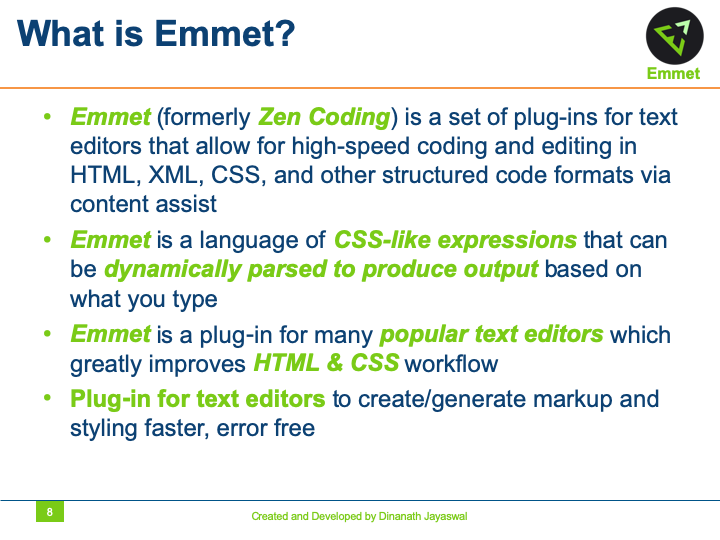 What is Emmet?
Emmet
• Emmet (formerly Zen Coding) is a set of plug-ins for text
editors that allow for high-speed coding and editing in
HTML, XML, CSS, and other structured code formats via
content assist
• Emmet is a language of CSS-like expressions that can
be dynamically parsed to produce output based on
what you type
• Emmet is a plug-in for many popular text editors which
greatly improves HTML & CSS workflow
• Plug-in for text editors to create/generate markup and
styling faster, error free
8
Created and Developed by Dinanath Jayaswal